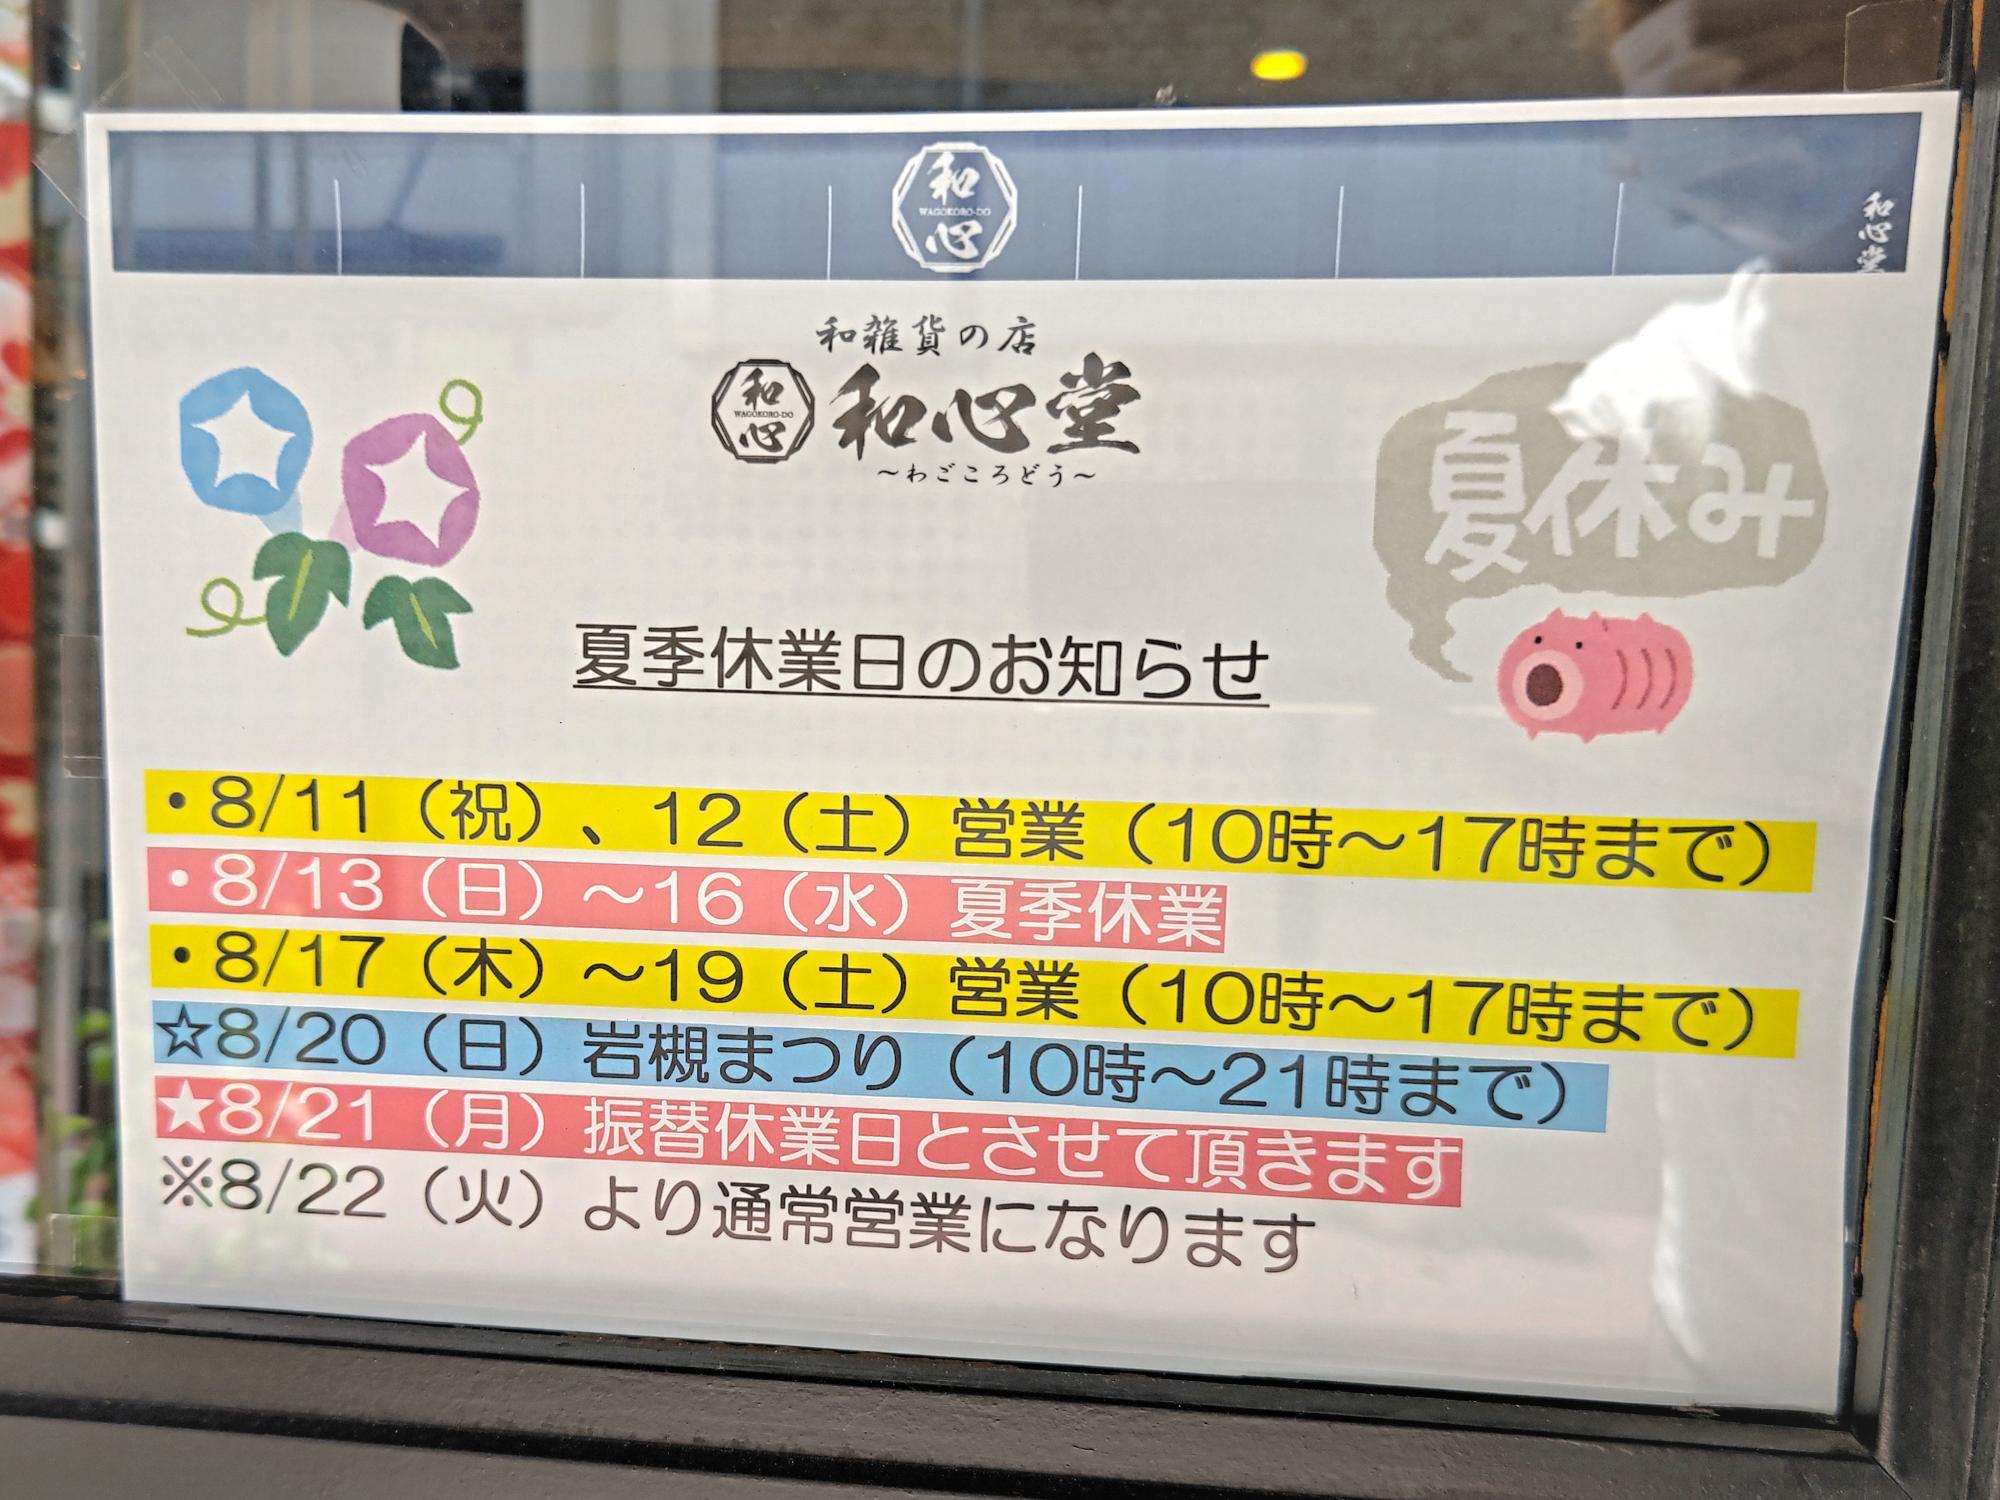 和
WAGOKORO-DO
心
和心堂
和雑貨の店
和
WAGOKORO-DO
心
和心堂
～わごころどう～
夏休み
夏季休業日のお知らせ
・8/11（祝）、12（土）営業（10時～17時まで）
・8/13（日）～16（水）夏季休業
・8/17（木）～19（土）営業（10時～17時まで）
☆8/20（日）岩槻まつり（10時～21時まで）
★8/21（月）振替休業日とさせて頂きます
※8/22（火）より通常営業になります